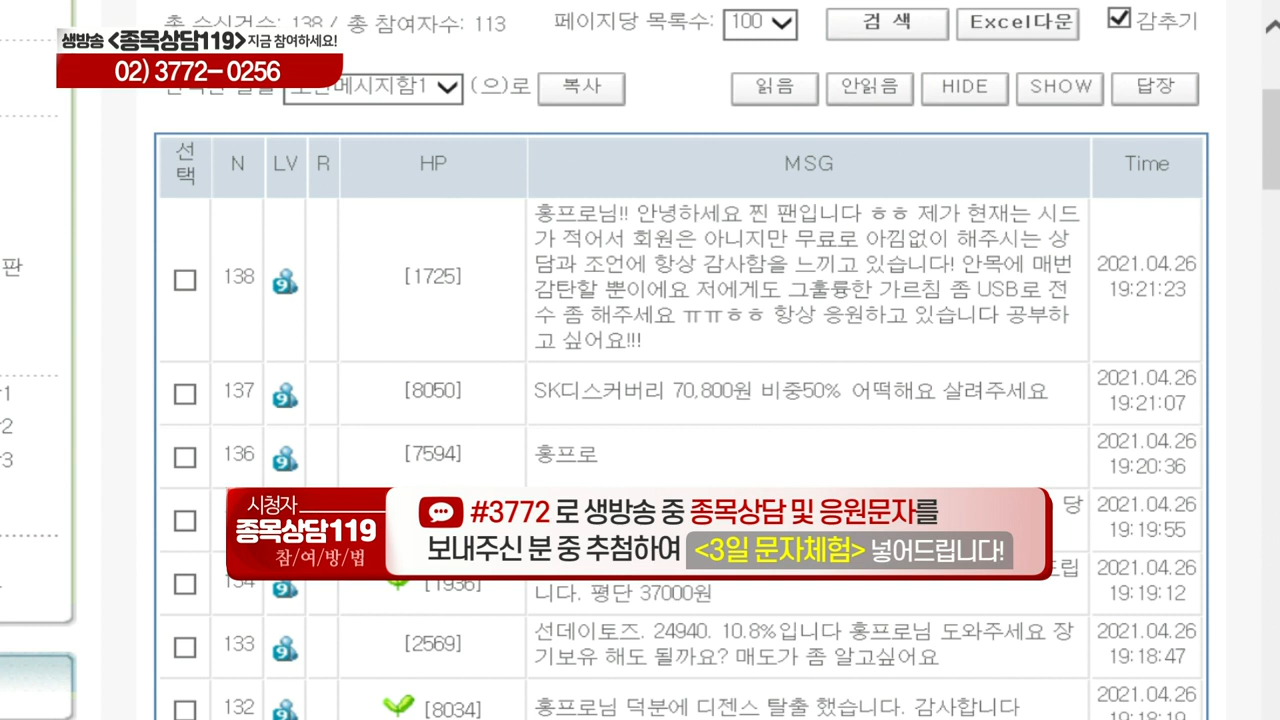 총 수신건수: 138 / 총 참여자수: 113
페이지당 목록수: 100
검 색
Excel다운
감추기
생방송 <종목상담119> 지금 참여하세요!
02) 3772-0256
메시지함1 (으)로 복사
읽음 안읽음 HIDE SHOW 답장
판
선택 N LV R HP MSG Time
138 9 [1725]
홍프로님!! 안녕하세요 찐 팬입니다 ㅎㅎ 제가 현재는 시드
가 적어서 회원은 아니지만 무료로 아낌없이 해주시는 상
담과 조언에 항상 감사함을 느끼고 있습니다! 안목에 매번
감탄할 뿐이에요 저에게도 그훌륭한 가르침 좀 USB로 전
수 좀 해주세요 ㅠㅠㅎㅎ 항상 응원하고 있습니다 공부하
고 싶어요!!!
2021.04.26
19:21:23
137 9 [8050] SK디스커버리 70,800원 비중50% 어떡해요 살려주세요
2021.04.26
19:21:07
136 9 [7594] 홍프로
2021.04.26
19:20:36
당
2021.04.26
19:19:55
시청자
종목상담119
참/여/방/법
#3772 로 생방송 중 종목상담 및 응원문자를
보내주신 분 중 추첨하여 <3일 문자체험> 넣어드립니다!
134 9 [1936]
드립
니다. 평단 37000원
2021.04.26
19:19:12
133 9 [2569]
선데이토즈. 24940. 10.8%입니다 홍프로님 도와주세요 장
기보유 해도 될까요? 매도가 좀 알고싶어요
2021.04.26
19:18:47
132 9 [8034] 홍프로님 덕분에 디젠스 탈출 했습니다. 감사합니다
2021.04.26